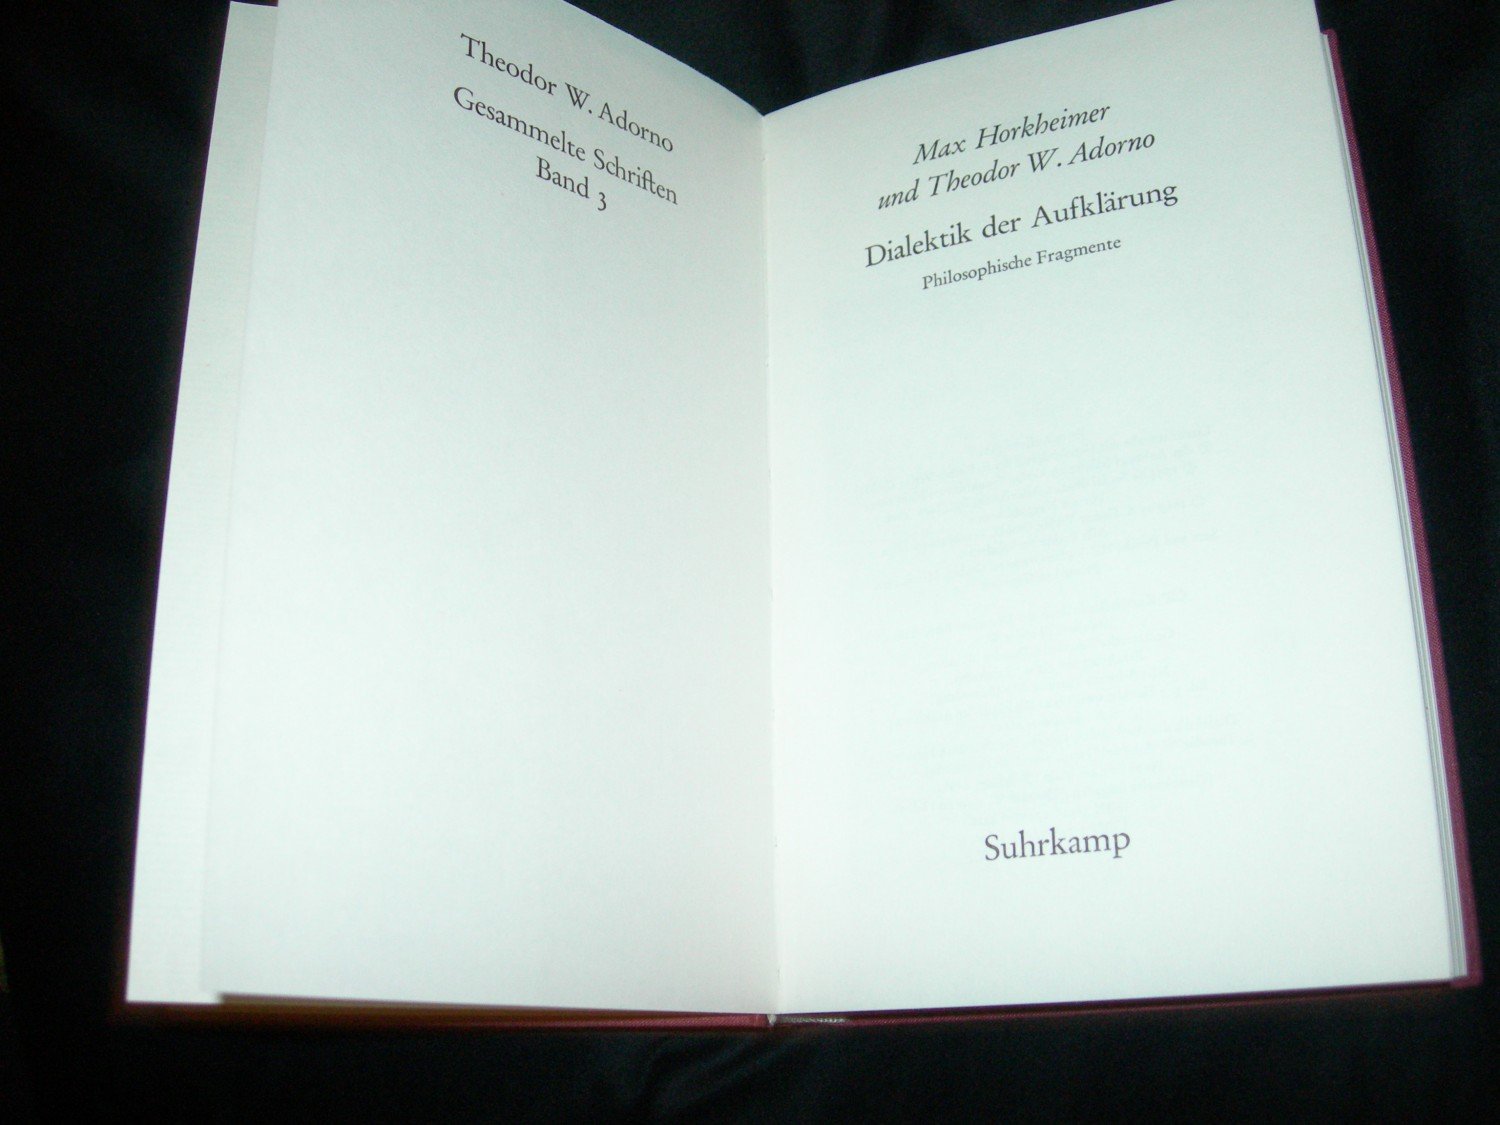 Theodor W. Adorno
Gesammelte Schriften
Band 3
Max Horkheimer
und Theodor W. Adorno
Dialektik der Aufklärung
Philosophische Fragmente
Suhrkamp